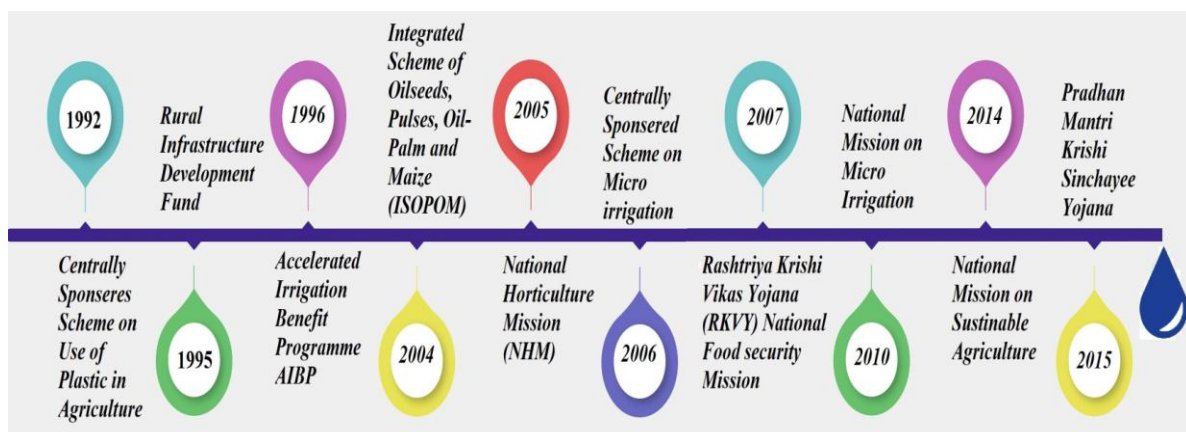 1992
Centrally
Sponseres
Scheme on
Use of
Plastic in
Agriculture
Rural
Infrastructure
Development
Fund
1995
1996
Accelerated
Irrigation
Benefit
Programme
AIBP
Integrated
Scheme of
Oilseeds,
Pulses, Oil-
Palm and
Maize
(ISOPOM)
2004
2005
National
Horticulture
Mission
(NHM)
Centrally
Sponsered
Scheme on
Micro
irrigation
2006
2007
Rashtriya Krishi
Vikas Yojana
(RKVY) National
Food security
Mission
National
Mission on
Micro
Irrigation
2010
2014
National
Mission on
Sustinable
Agriculture
Pradhan
Mantri
Krishi
Sinchayee
Yojana
2015